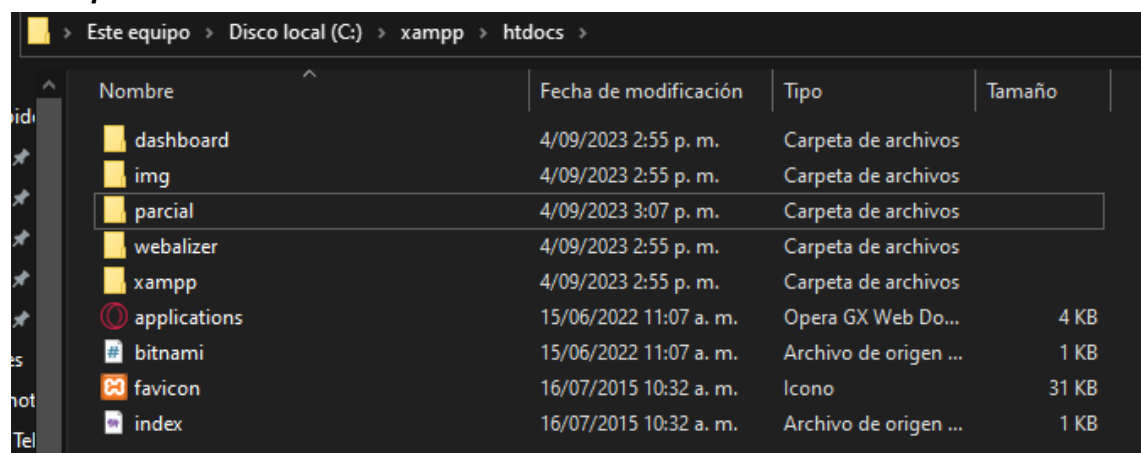 Este equipo > Disco local (C:) > xampp > htdocs >
Nombre Fecha de modificación Tipo Tamaño
dashboard 4/09/2023 2:55 p. m. Carpeta de archivos
img 4/09/2023 2:55 p. m. Carpeta de archivos
parcial 4/09/2023 3:07 p. m. Carpeta de archivos
webalizer 4/09/2023 2:55 p. m. Carpeta de archivos
xampp 4/09/2023 2:55 p. m. Carpeta de archivos
applications 15/06/2022 11:07 a. m. Opera GX Web Do... 4 KB
bitnami 15/06/2022 11:07 a. m. Archivo de origen ... 1 KB
favicon 16/07/2015 10:32 a. m. Icono 31 KB
index 16/07/2015 10:32 a. m. Archivo de origen ... 1 KB
Tel